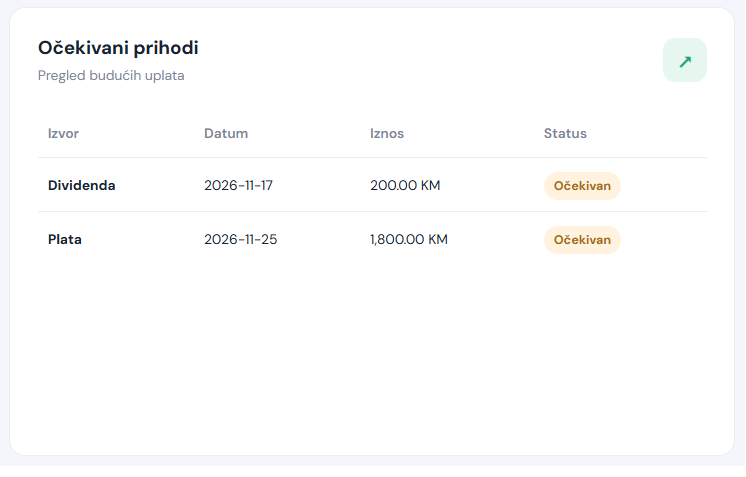 Očekivani prihodi
Pregled budućih uplata
Izvor Datum Iznos Status
Dividenda 2026-11-17 200.00 KM Očekivan
Plata 2026-11-25 1,800.00 KM Očekivan